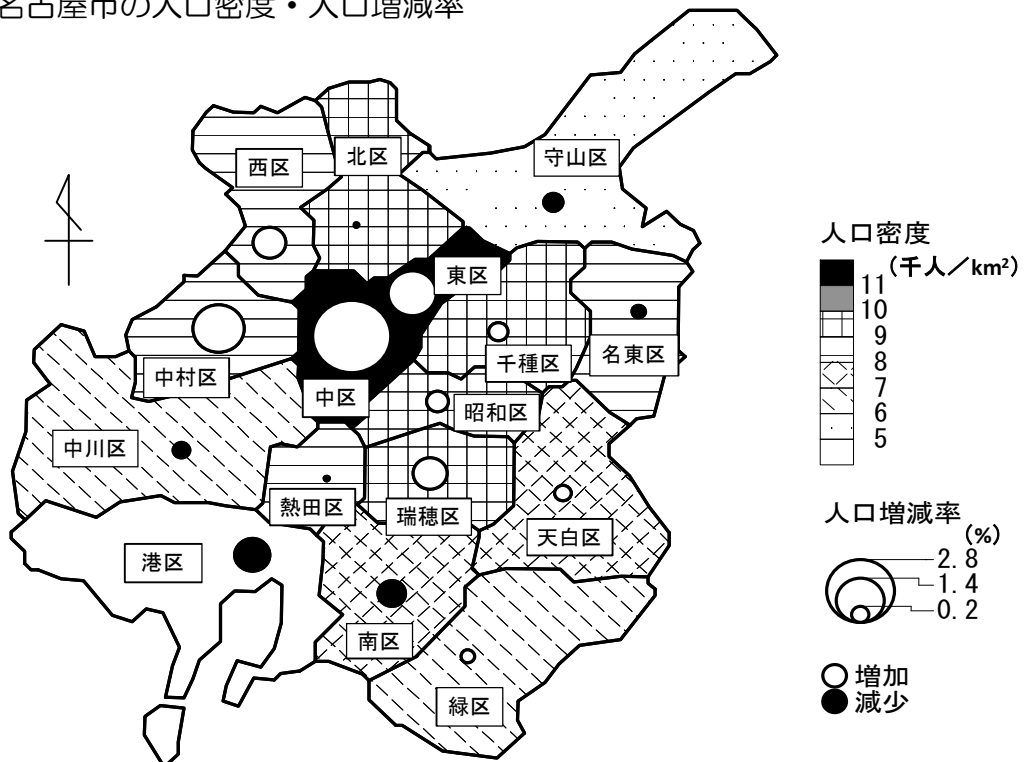 名古屋市の人口密度・人口増減率
北区
西区
守山区
東区
千種区
名東区
中村区
中区
昭和区
中川区
熱田区
瑞穂区
天白区
港区
南区
緑区
人口密度
(千人/km²)
11
10
9
8
7
6
5
人口増減率
(%)
2.8
1.4
0.2
増加
減少